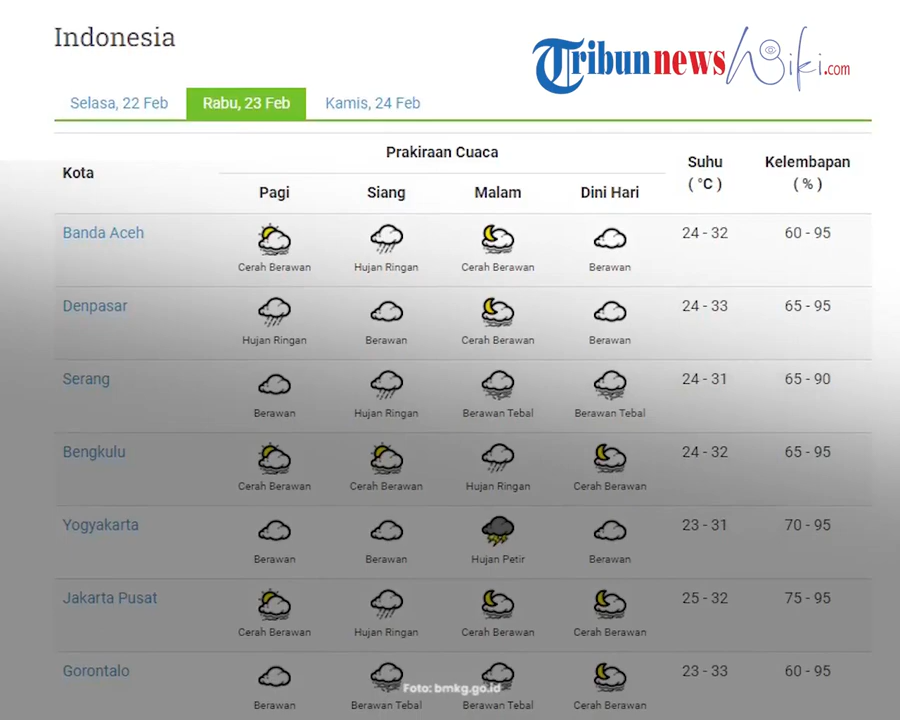 Indonesia
Tribunnews Wiki.com
Selasa, 22 Feb Rabu, 23 Feb Kamis, 24 Feb
Kota Prakiraan Cuaca Suhu ( °C ) Kelembapan ( % )
Pagi Siang Malam Dini Hari
Banda Aceh 24 - 32 60 - 95
Cerah Berawan Hujan Ringan Cerah Berawan Berawan
Denpasar 24 - 33 65 - 95
Hujan Ringan Berawan Cerah Berawan Berawan
Serang 24 - 31 65 - 90
Berawan Hujan Ringan Berawan Tebal Berawan Tebal
Bengkulu 24 - 32 65 - 95
Cerah Berawan Cerah Berawan Hujan Ringan Cerah Berawan
Yogyakarta 23 - 31 70 - 95
Berawan Berawan Hujan Petir Berawan
Jakarta Pusat 25 - 32 75 - 95
Cerah Berawan Hujan Ringan Cerah Berawan Cerah Berawan
Gorontalo 23 - 33 60 - 95
Foto: bmkg.go.id
Berawan Berawan Tebal Berawan Tebal Cerah Berawan